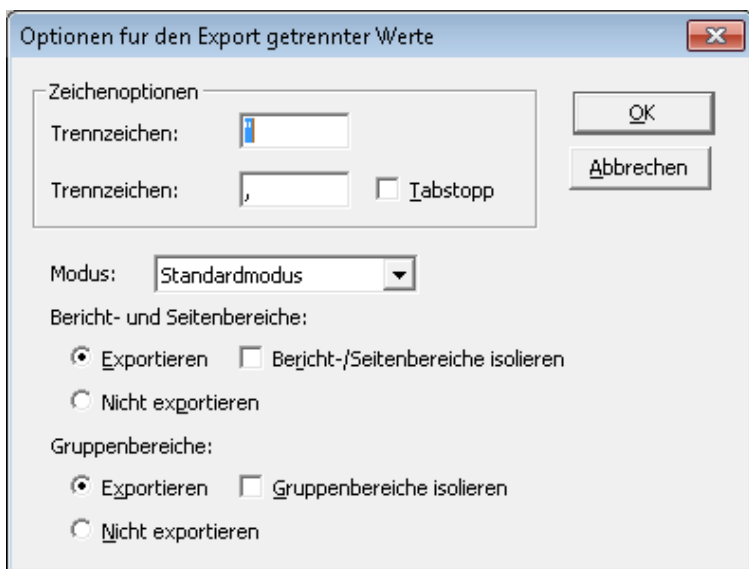 Optionen fur den Export getrennter Werte
Zeichenoptionen
Trennzeichen: "
Trennzeichen: , Tabstopp
OK
Abbrechen
Modus: Standardmodus
Bericht- und Seitenbereiche:
Exportieren Bericht-/Seitenbereiche isolieren
Nicht exportieren
Gruppenbereiche:
Exportieren Gruppenbereiche isolieren
Nicht exportieren